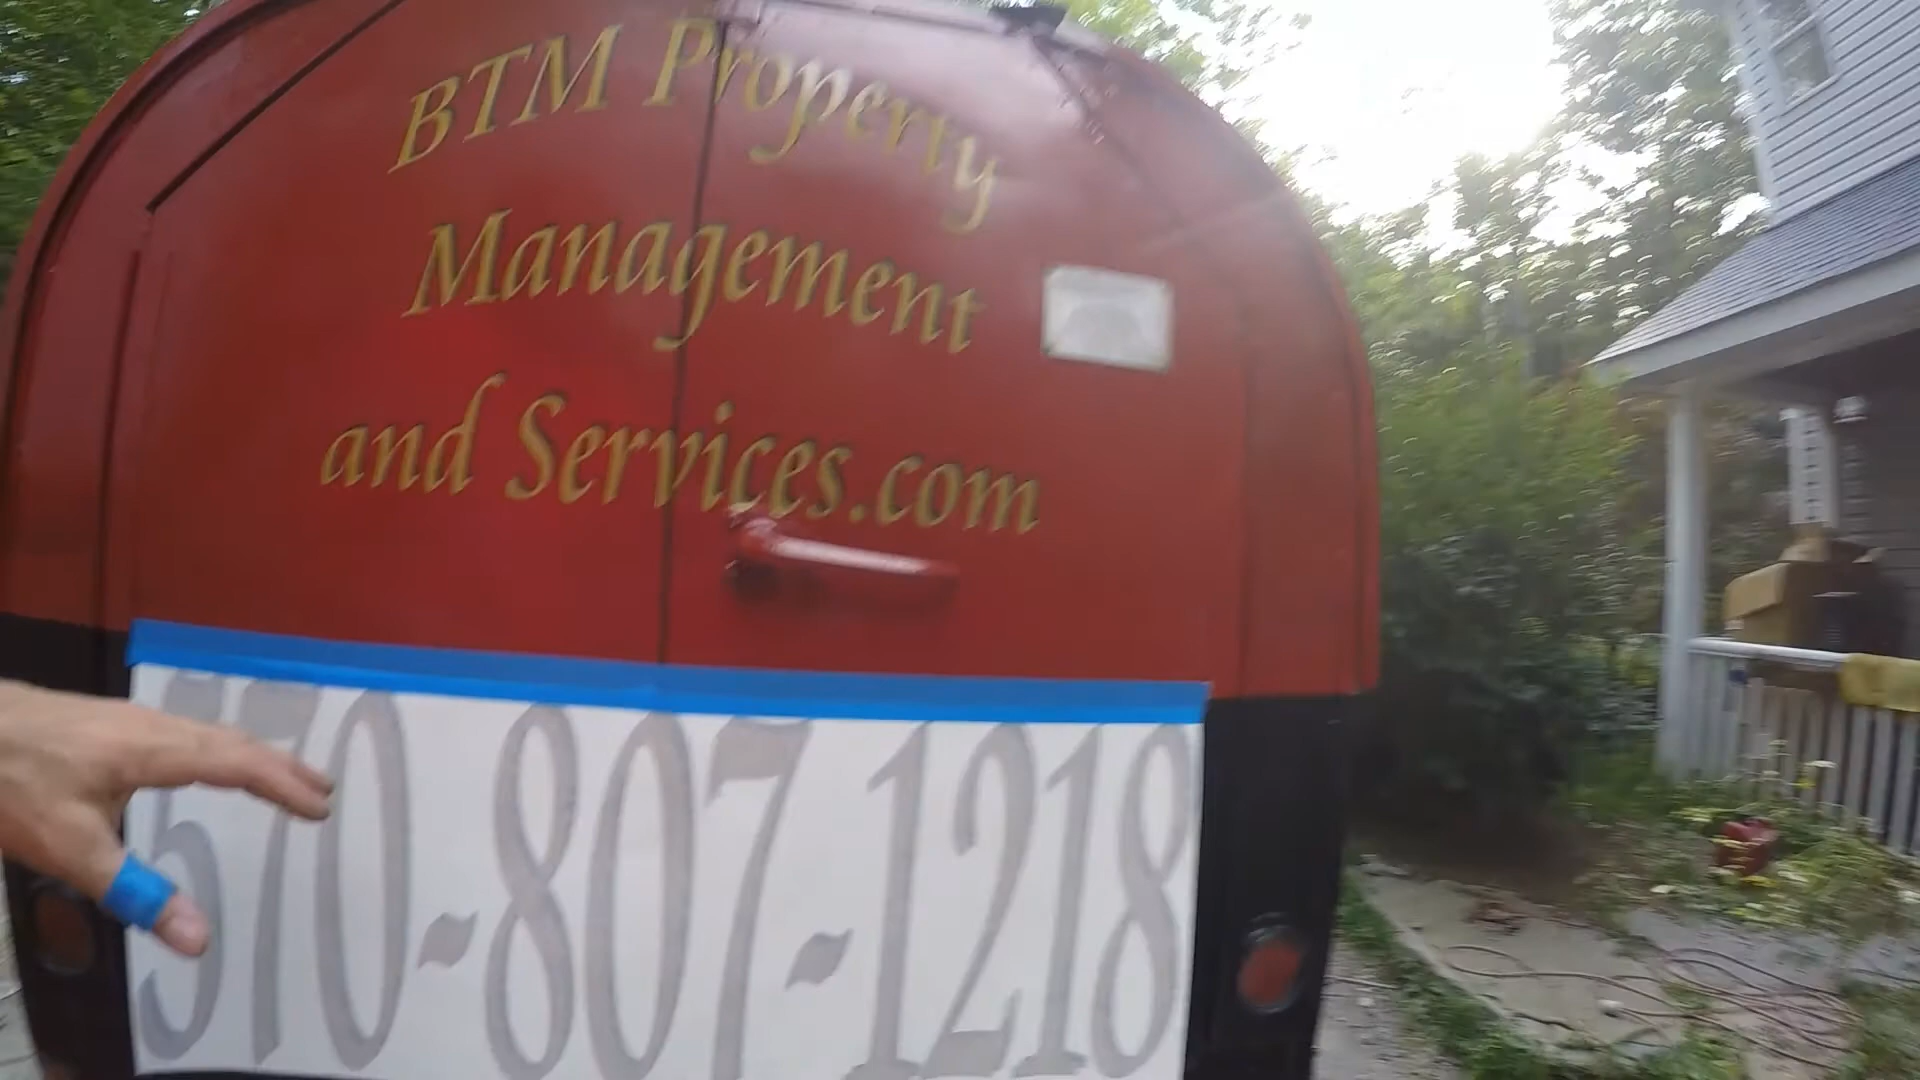 BTM Property
Management
and Services.com
570-807-1218